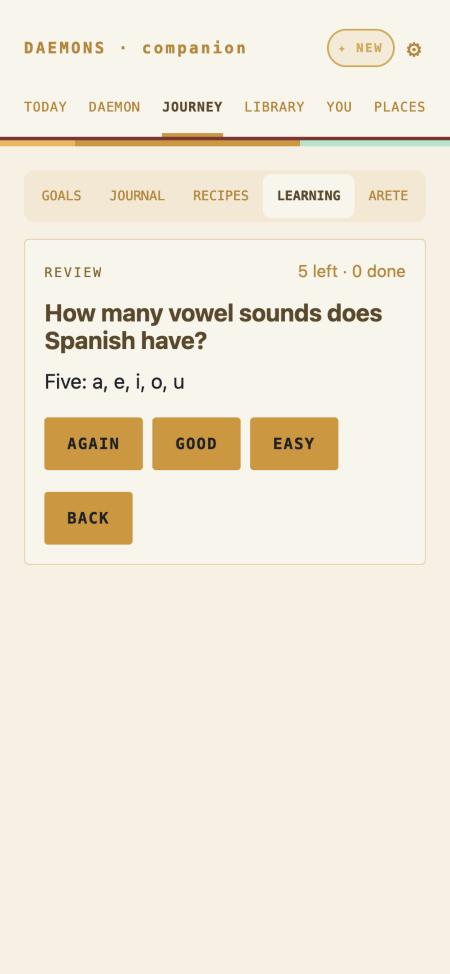 DAEMONS · companion
+ NEW
TODAY DAEMON JOURNEY LIBRARY YOU PLACES
GOALS JOURNAL RECIPES LEARNING ARETE
REVIEW 5 left · 0 done
How many vowel sounds does
Spanish have?
Five: a, e, i, o, u
AGAIN GOOD EASY
BACK